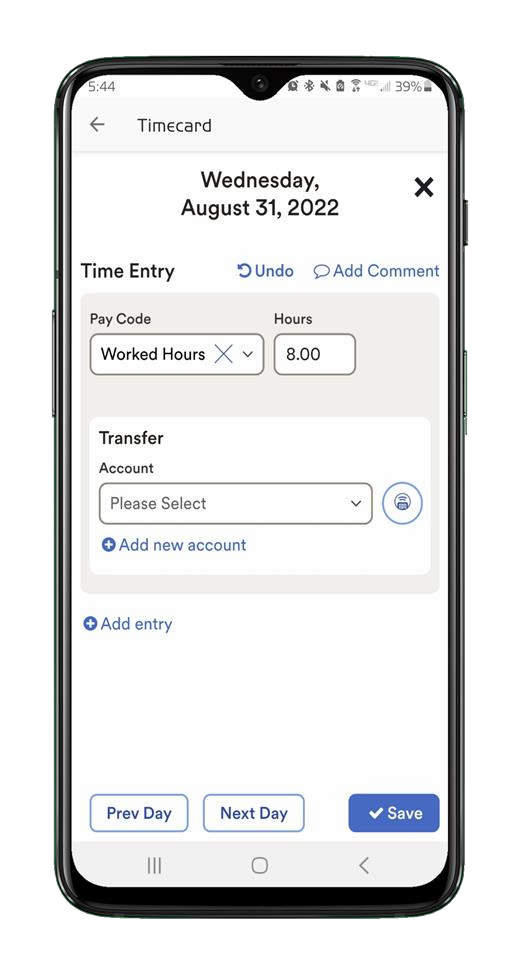 5:44 39%
Timecard
Wednesday,
August 31, 2022
Time Entry Undo Add Comment
Pay Code Hours
Worked Hours 8.00
Transfer
Account
Please Select
Add new account
Add entry
Prev Day Next Day Save